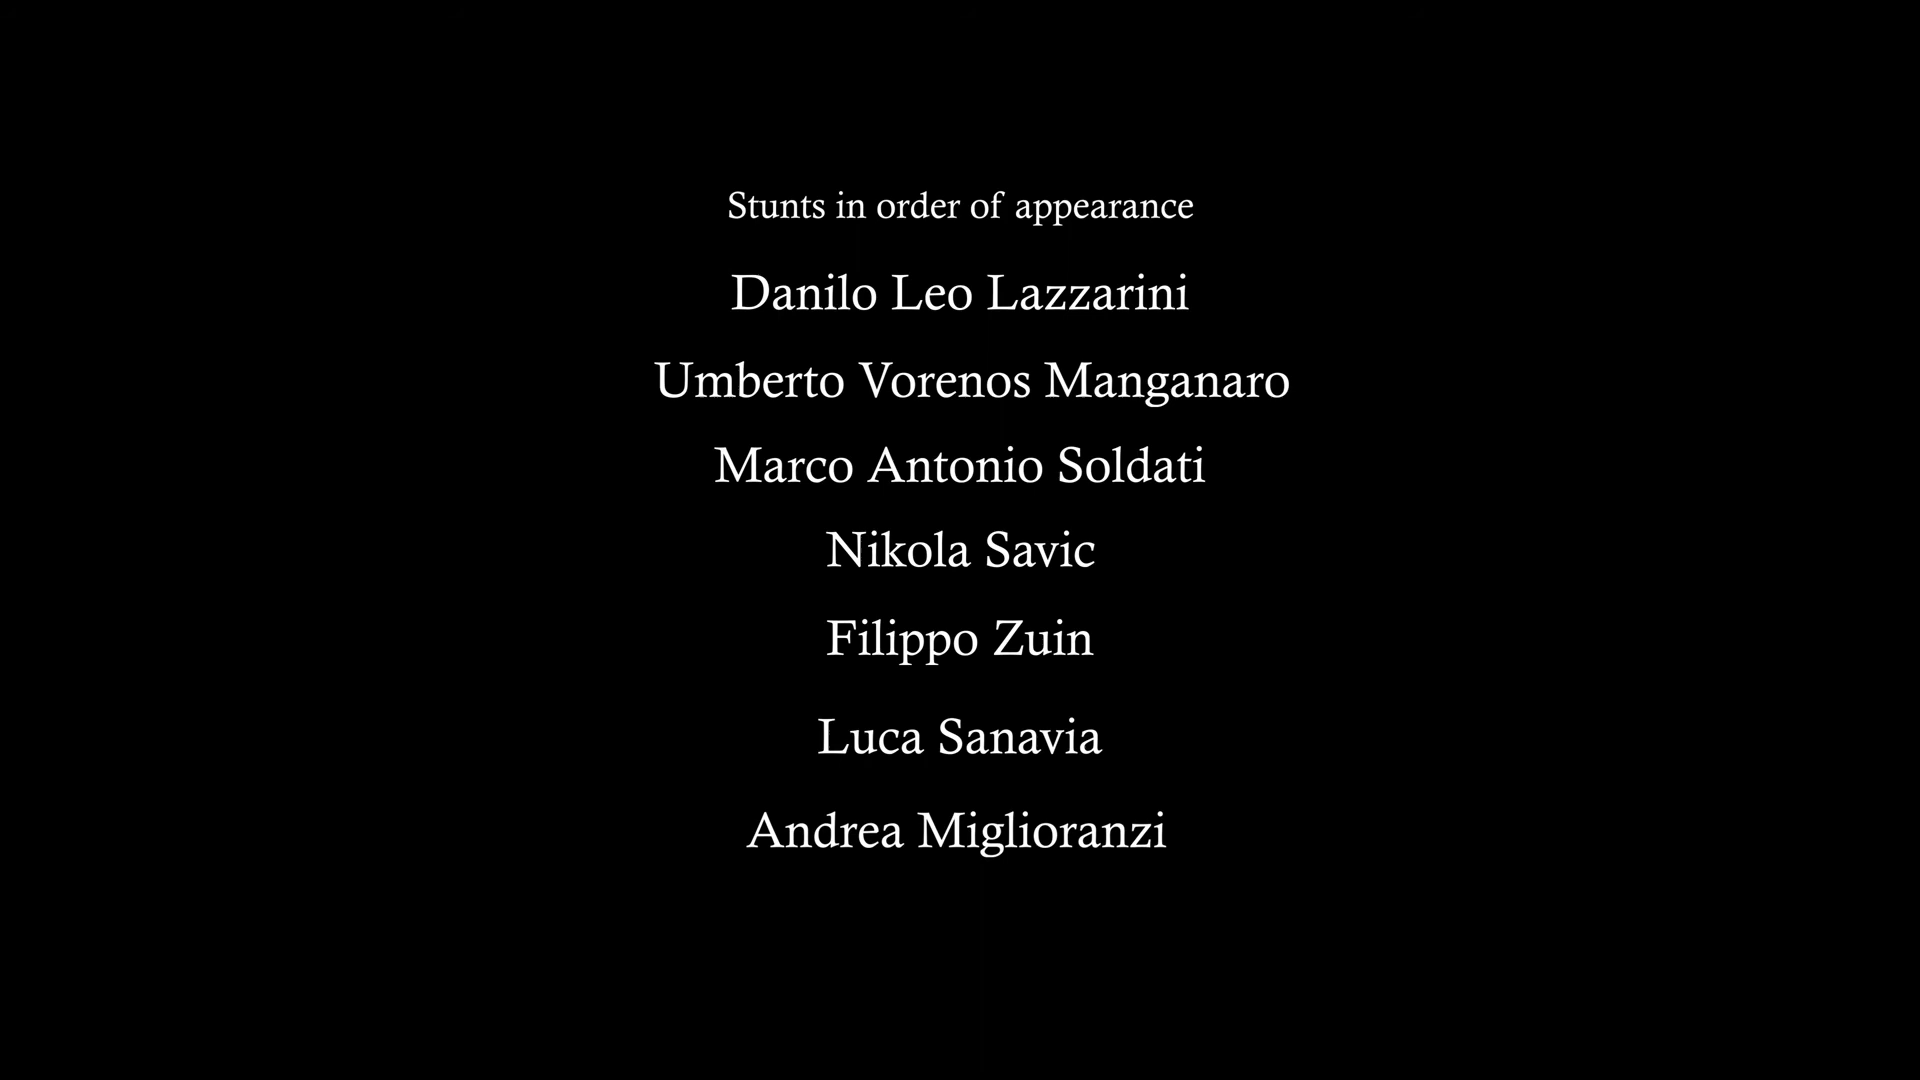 Stunts in order of appearance
Danilo Leo Lazzarini
Umberto Vorenos Manganaro
Marco Antonio Soldati
Nikola Savic
Filippo Zuin
Luca Sanavia
Andrea Miglioranzi